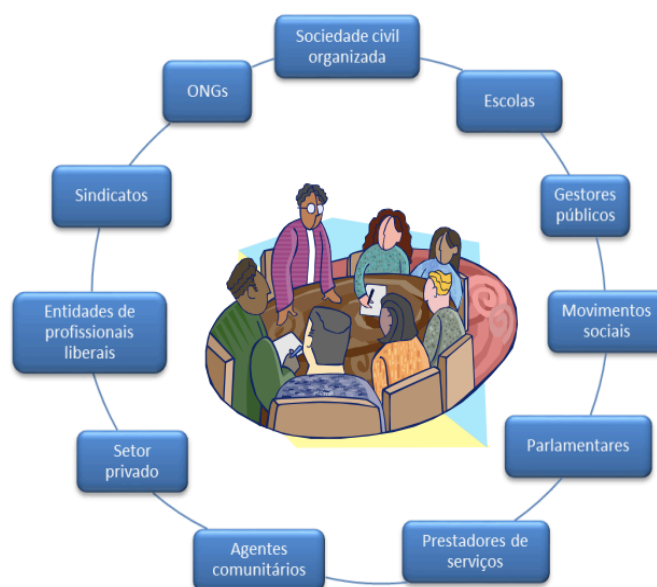 Sociedade civil
organizada
Escolas
Gestores
públicos
Movimentos
sociais
Parlamentares
Prestadores de
serviços
Agentes
comunitários
Setor
privado
Entidades de
profissionais
liberais
Sindicatos
ONGs